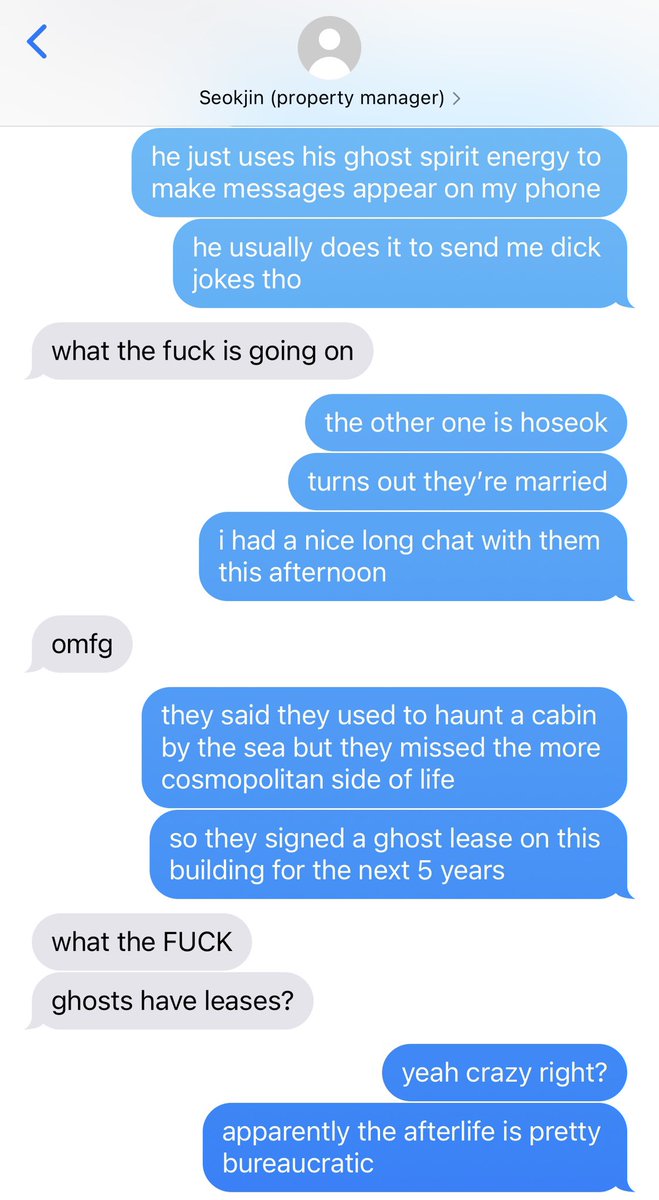 Seokjin (property manager)
he just uses his ghost spirit energy to
make messages appear on my phone
he usually does it to send me dick
jokes tho
what the fuck is going on
the other one is hoseok
turns out they’re married
i had a nice long chat with them
this afternoon
omfg
they said they used to haunt a cabin
by the sea but they missed the more
cosmopolitan side of life
so they signed a ghost lease on this
building for the next 5 years
what the FUCK
ghosts have leases?
yeah crazy right?
apparently the afterlife is pretty
bureaucratic